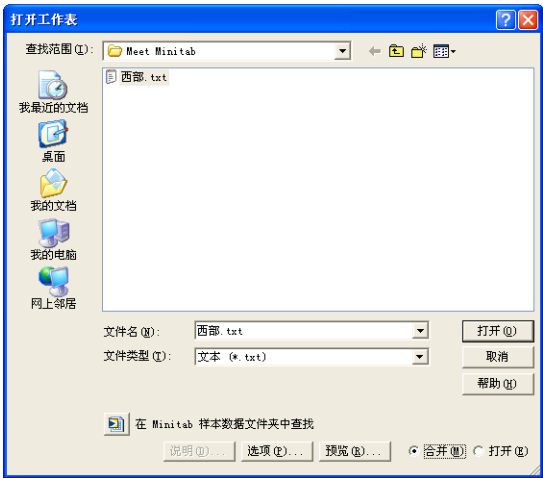 打开工作表
查找范围(I):
Meet Minitab
西部.txt
我最近的文档
桌面
我的文档
我的电脑
网上邻居
文件名(N):
西部.txt
打开(O)
文件类型(T):
文本 (*.txt)
取消
帮助(H)
在 Minitab 样本数据文件夹中查找
说明(D)...
选项(P)...
预览(R)...
合并(M)
打开(E)